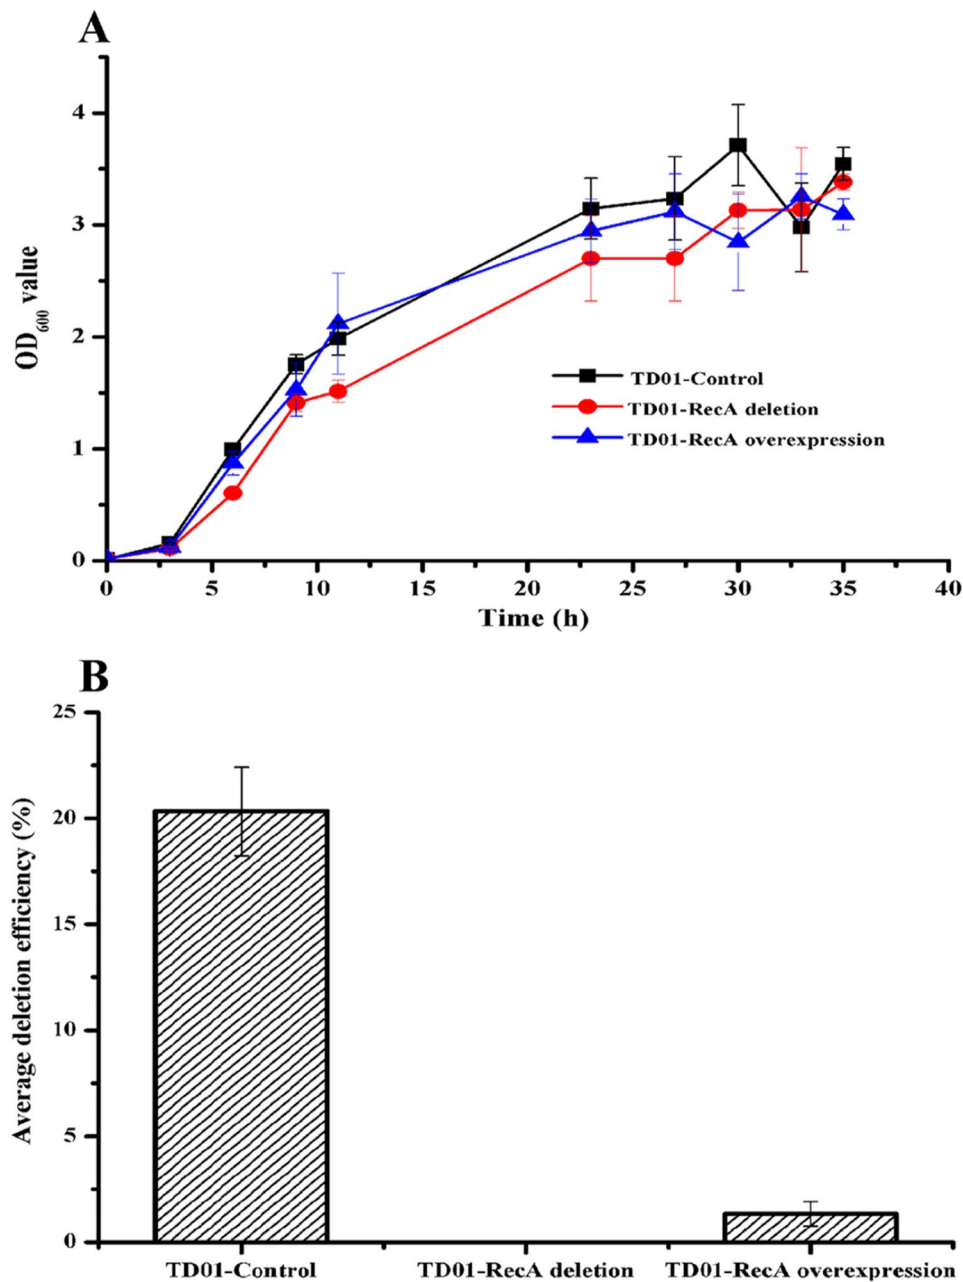 A
OD600 value
4
3
2
1
0
TD01-Control
TD01-RecA deletion
TD01-RecA overexpression
0 5 10 15 20 25 30 35 40
Time (h)
B
Average deletion efficiency (%)
25
20
15
10
5
0
TD01-Control TD01-RecA deletion TD01-RecA overexpression